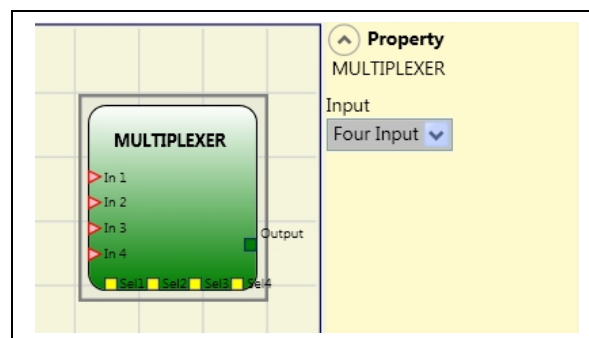 Property
MULTIPLEXER
Input
Four Input
MULTIPLEXER
In 1
In 2
In 3
In 4
Output
Sel1 Sel2 Sel3 Sel4